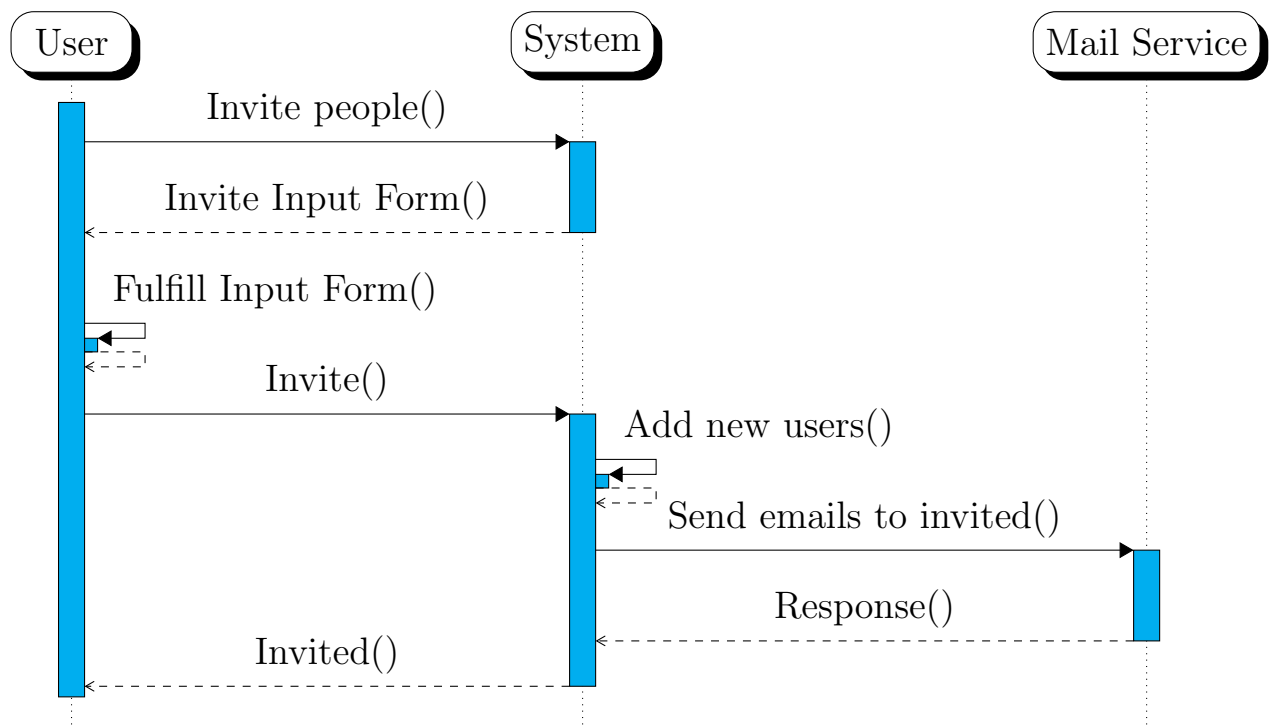 User
System
Mail Service
Invite people()
Invite Input Form()
Fulfill Input Form()
Invite()
Add new users()
Send emails to invited()
Response()
Invited()